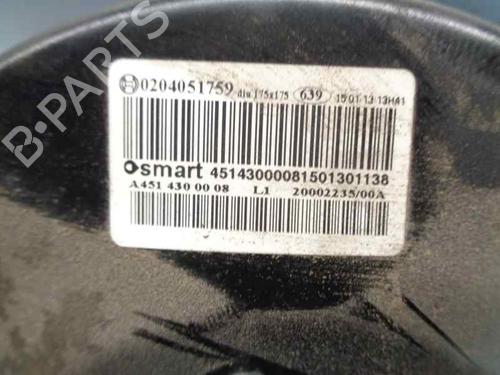 0204051759 dia 175x175 639 15 01 13 13H41
smart 45143000081501301138
A451 430 00 08 L1 20002235/00A
B-PARTS